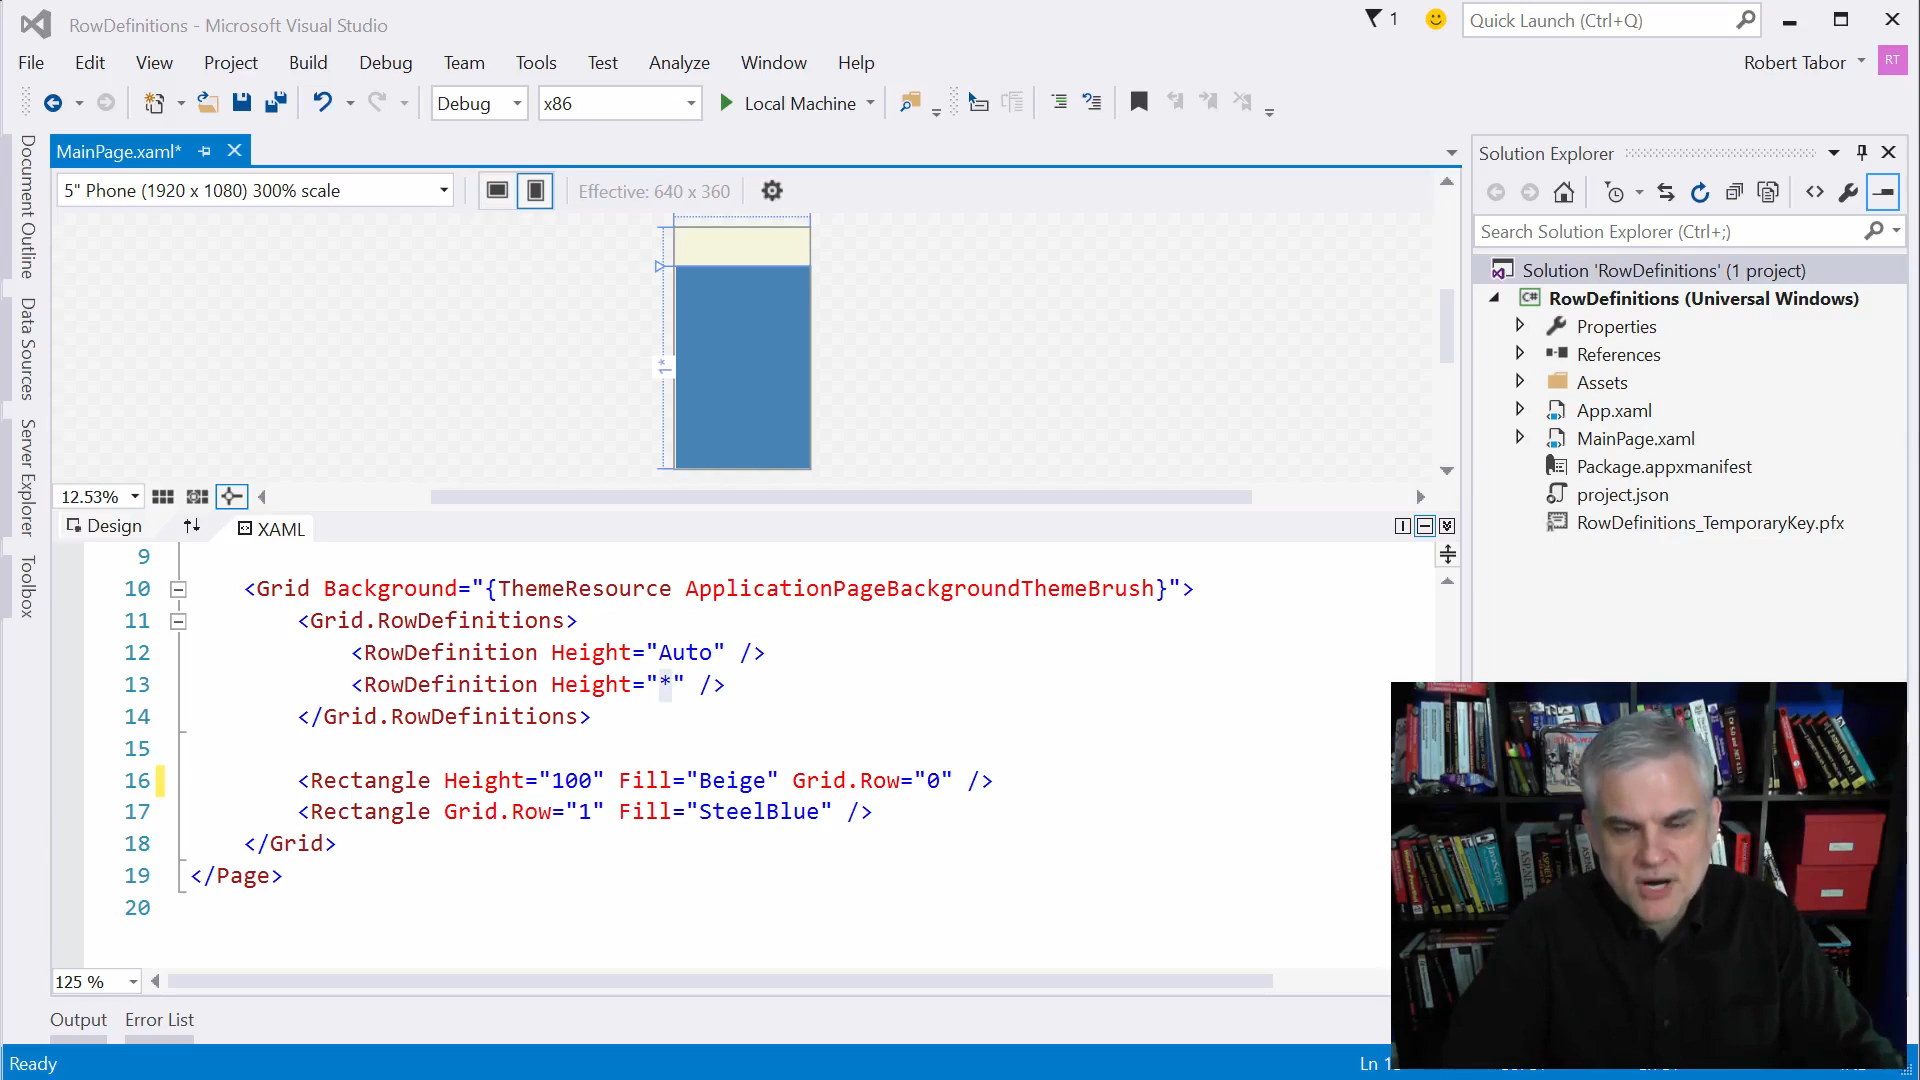 RowDefinitions - Microsoft Visual Studio
1
Quick Launch (Ctrl+Q)
File Edit View Project Build Debug Team Tools Test Analyze Window Help
Robert Tabor RT
Debug x86 Local Machine
Document Outline
Data Sources
Server Explorer
Toolbox
MainPage.xaml*
5" Phone (1920 x 1080) 300% scale
Effective: 640 x 360
1*
12.53%
Design XAML
9
10 <Grid Background="{ThemeResource ApplicationPageBackgroundThemeBrush}">
11 <Grid.RowDefinitions>
12 <RowDefinition Height="Auto" />
13 <RowDefinition Height="*" />
14 </Grid.RowDefinitions>
15
16 <Rectangle Height="100" Fill="Beige" Grid.Row="0" />
17 <Rectangle Grid.Row="1" Fill="SteelBlue" />
18 </Grid>
19 </Page>
20
125 %
Output Error List
Ready
Ln
Solution Explorer
Search Solution Explorer (Ctrl+;)
Solution 'RowDefinitions' (1 project)
C# RowDefinitions (Universal Windows)
Properties
References
Assets
App.xaml
MainPage.xaml
Package.appxmanifest
project.json
RowDefinitions_TemporaryKey.pfx